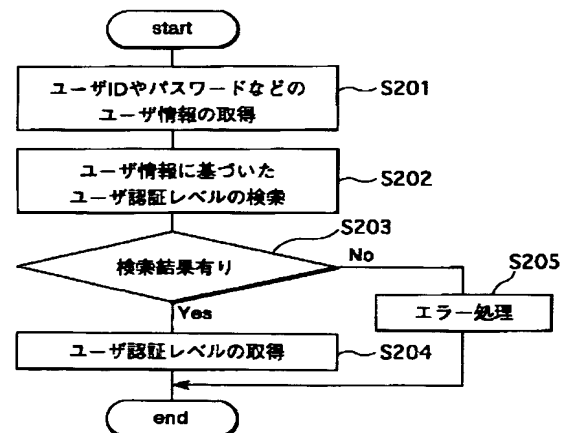 start
ユーザIDやパスワードなどの
ユーザ情報の取得
S201
ユーザ情報に基づいた
ユーザ認証レベルの検索
S202
検索結果有り
S203
No
S205
エラー処理
Yes
ユーザ認証レベルの取得
S204
end